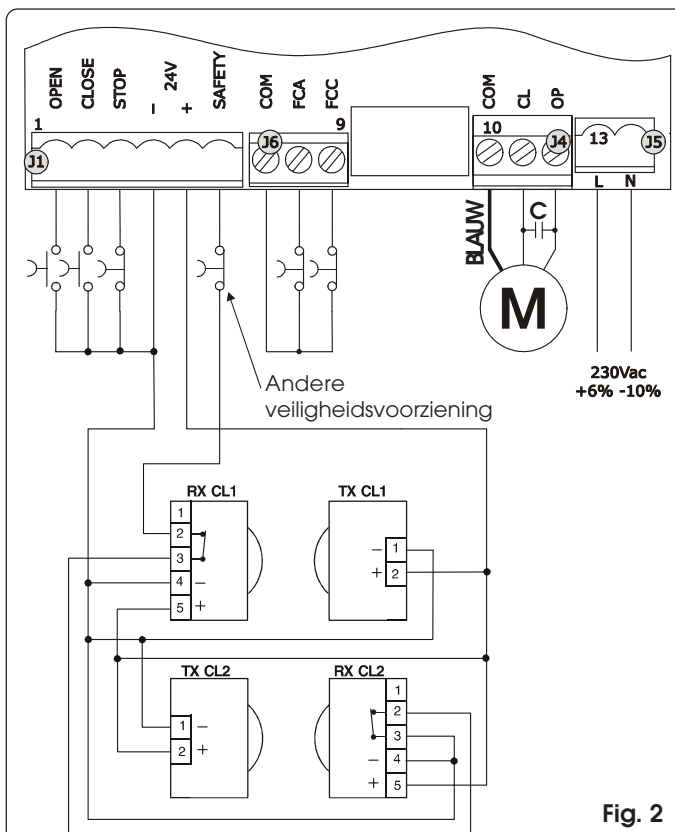 OPEN CLOSE STOP – 24V + SAFETY COM FCA FCC COM CL OP
1 9 10 13
J1 J6 J4 J5
L N
BLAUW
C
M
230Vac
+6% -10%
Andere
veiligheidsvoorziening
RX CL1 TX CL1
1
2
3
4 –
5 +
– 1
+ 2
TX CL2 RX CL2
1 –
2 +
1
2
3
– 4
+ 5
Fig. 2